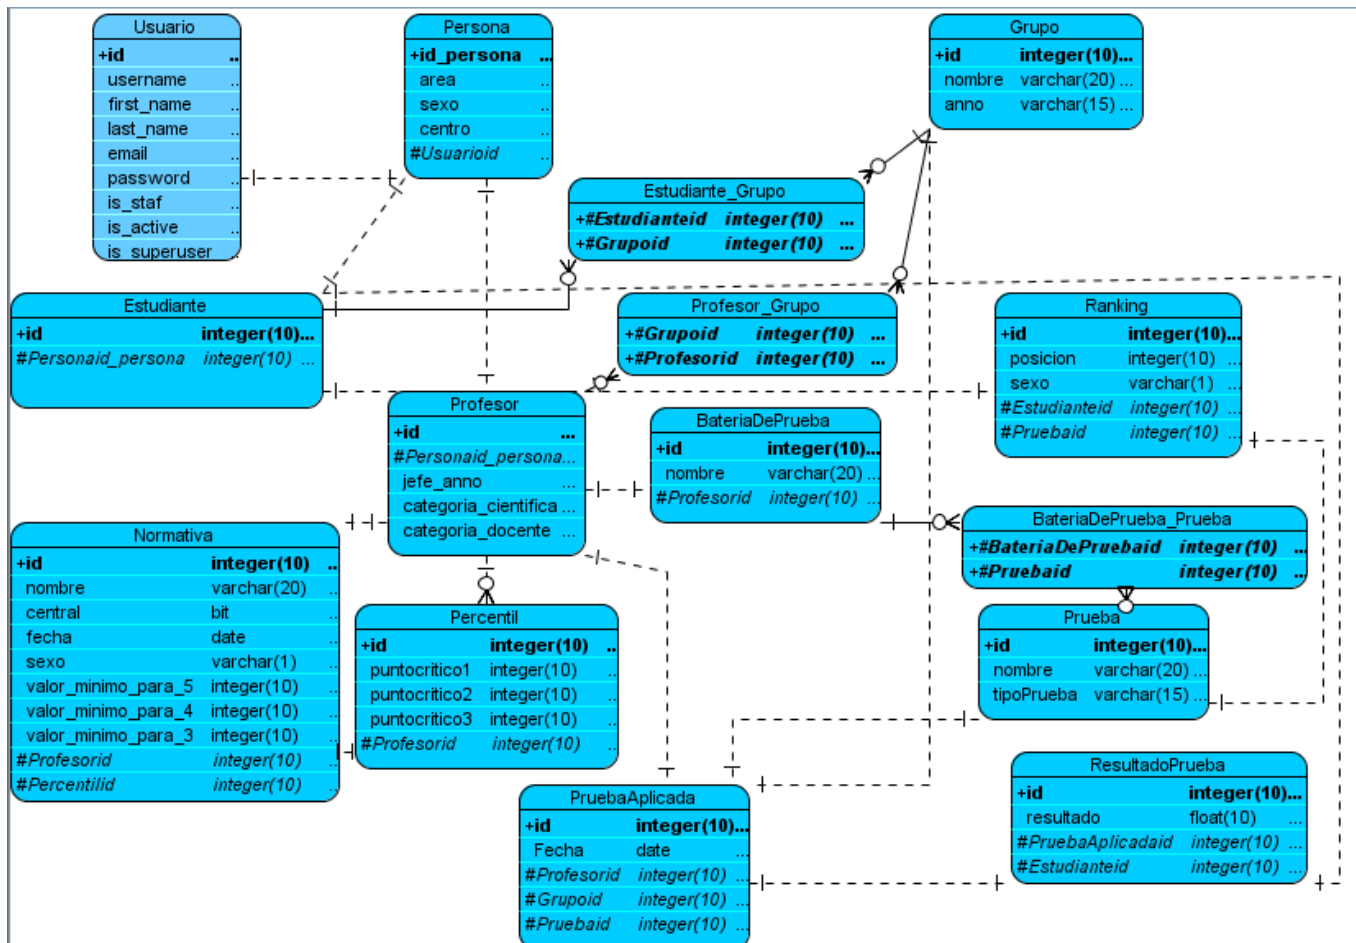 Usuario
+id ..
username ..
first_name ..
last_name ..
email ..
password ..
is_staf ..
is_active ..
is_superuser ..
Persona
+id_persona ...
area ..
sexo ..
centro ..
#Usuarioid ..
Grupo
+id integer(10)...
nombre varchar(20) ...
anno varchar(15) ...
Estudiante_Grupo
+#Estudianteid integer(10) ...
+#Grupoid integer(10) ...
Estudiante
+id integer(10)...
#Personaid_persona integer(10) ...
Profesor_Grupo
+#Grupoid integer(10) ...
+#Profesorid integer(10) ...
Ranking
+id integer(10)...
posicion integer(10) ...
sexo varchar(1) ...
#Estudianteid integer(10) ...
#Pruebaid integer(10) ...
Profesor
+id ...
#Personaid_persona...
jefe_anno ...
categoria_cientifica ...
categoria_docente ...
BateriaDePrueba
+id integer(10)...
nombre varchar(20) ...
#Profesorid integer(10) ...
BateriaDePrueba_Prueba
+#BateriaDePruebaid integer(10) ...
+#Pruebaid integer(10) ...
Normativa
+id integer(10) ..
nombre varchar(20) ..
central bit ..
fecha date ..
sexo varchar(1) ..
valor_minimo_para_5 integer(10) ..
valor_minimo_para_4 integer(10) ..
valor_minimo_para_3 integer(10) ..
#Profesorid integer(10) ..
#Percentilid integer(10) ..
Percentil
+id integer(10) ..
puntocritico1 integer(10) ..
puntocritico2 integer(10) ..
puntocritico3 integer(10) ..
#Profesorid integer(10) ..
Prueba
+id integer(10)...
nombre varchar(20) ...
tipoPrueba varchar(15) ...
PruebaAplicada
+id integer(10)...
Fecha date ...
#Profesorid integer(10) ...
#Grupoid integer(10) ...
#Pruebaid integer(10) ...
ResultadoPrueba
+id integer(10)...
resultado float(10) ...
#PruebaAplicadaid integer(10) ...
#Estudianteid integer(10) ...